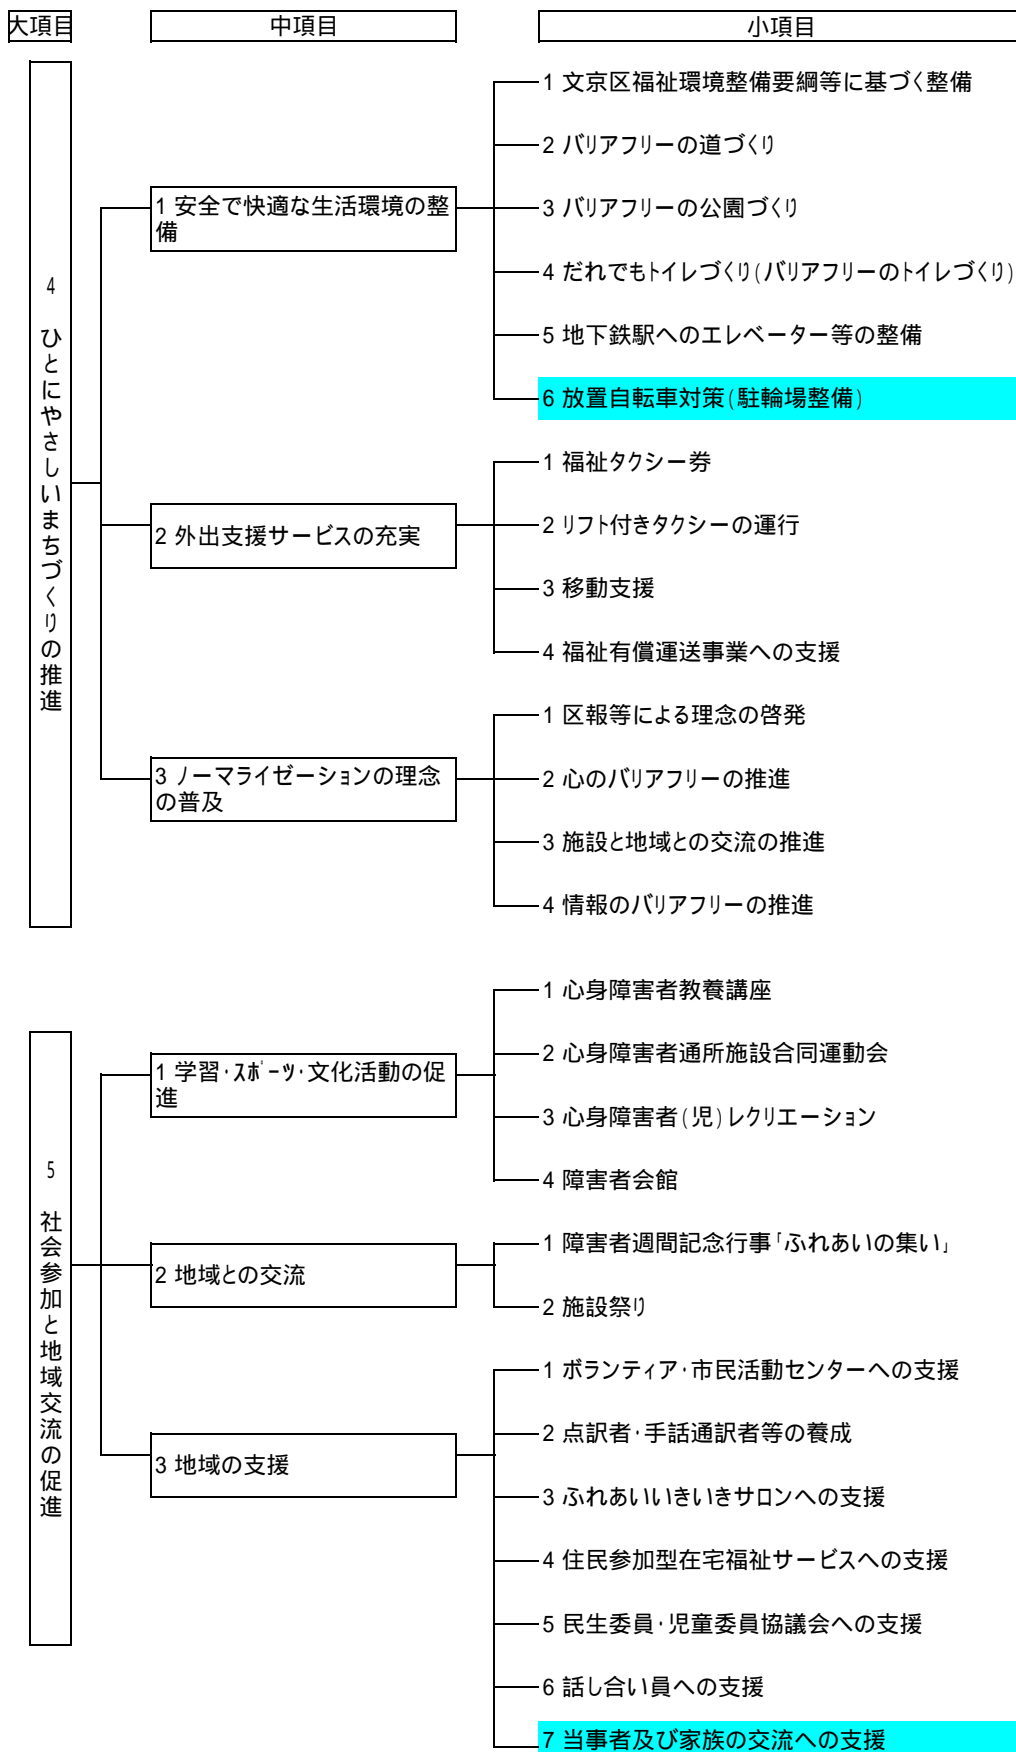 大項目
中項目
小項目
4 ひとにやさしいまちづくりの推進
1 安全で快適な生活環境の整
備
1 文京区福祉環境整備要綱等に基づく整備
2 バリアフリーの道づくり
3 バリアフリーの公園づくり
4 だれでもトイレづくり(バリアフリーのトイレづくり)
5 地下鉄駅へのエレベーター等の整備
6 放置自転車対策(駐輪場整備)
2 外出支援サービスの充実
1 福祉タクシー券
2 リフト付きタクシーの運行
3 移動支援
4 福祉有償運送事業への支援
3 ノーマライゼーションの理念
の普及
1 区報等による理念の啓発
2 心のバリアフリーの推進
3 施設と地域との交流の推進
4 情報のバリアフリーの推進
5 社会参加と地域交流の促進
1 学習・スポーツ・文化活動の促
進
1 心身障害者教養講座
2 心身障害者通所施設合同運動会
3 心身障害者(児)レクリエーション
4 障害者会館
2 地域との交流
1 障害者週間記念行事「ふれあいの集い」
2 施設祭り
3 地域の支援
1 ボランティア・市民活動センターへの支援
2 点訳者・手話通訳者等の養成
3 ふれあいいきいきサロンへの支援
4 住民参加型在宅福祉サービスへの支援
5 民生委員・児童委員協議会への支援
6 話し合い員への支援
7 当事者及び家族の交流への支援